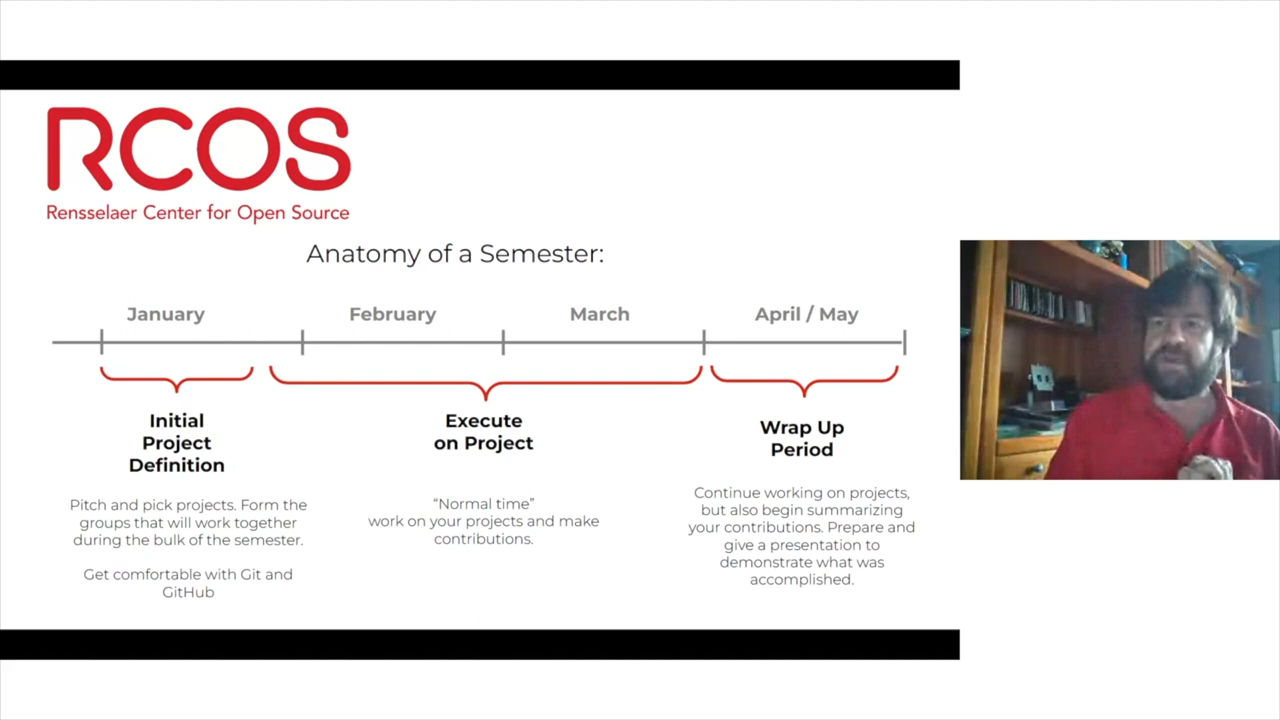 RCOS
Rensselaer Center for Open Source
Anatomy of a Semester:
January
February
March
April / May
Initial
Project
Definition
Pitch and pick projects. Form the
groups that will work together
during the bulk of the semester.
Get comfortable with Git and
GitHub
Execute
on Project
“Normal time”
work on your projects and make
contributions.
Wrap Up
Period
Continue working on projects,
but also begin summarizing
your contributions. Prepare and
give a presentation to
demonstrate what was
accomplished.